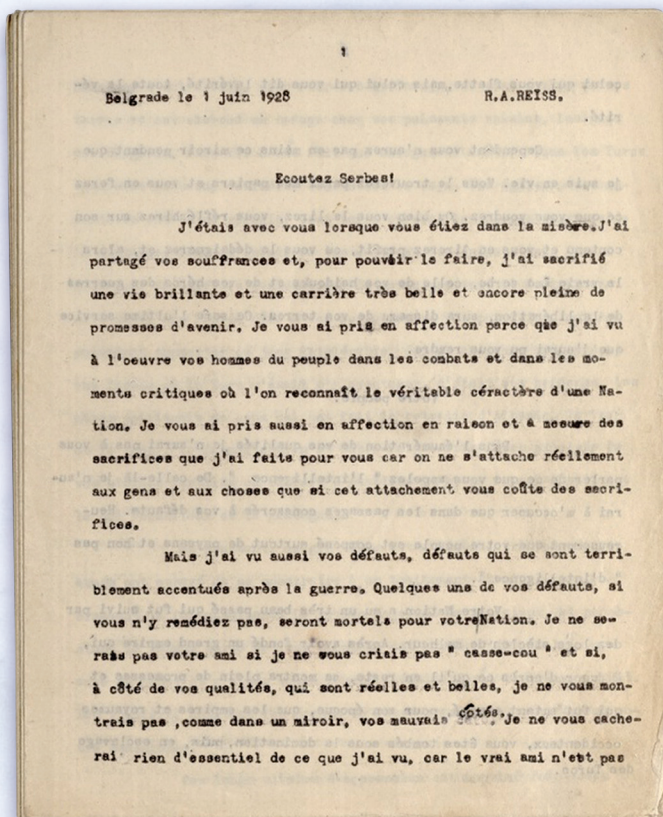 1
Belgrade le 1 juin 1928 R.A.REISS.
Ecoutez Serbes!
J'étais avec vous lorsque vous étiez dans la misère.J'ai
partagé vos souffrances et, pour pouvoir le faire, j'ai sacrifié
une vie brillante et une carrière très belle et encore pleine de
promesses d'avenir. Je vous ai pris en affection parce que j'ai vu
à l'oeuvre vos hommes du peuple dans les combats et dans les mo-
ments critiques où l'on reconnaît le véritable céractère d'une Na-
tion. Je vous ai pris aussi en affection en raison et à mesure des
sacrifices que j'ai faits pour vous car on ne s'attache réellement
aux gens et aux choses que si cet attachement vous coûte des sacri-
fices.
Mais j'ai vu aussi vos défauts, défauts qui se sont terri-
blement accentués après la guerre. Quelques uns de vos défauts, si
vous n'y remédiez pas, seront mortels pour votreNation. Je ne se-
rais pas votre ami si je ne vous criais pas " casse-cou " et si,
à côté de vos qualités, qui sont réelles et belles, je ne vous mon-
trais pas ,comme dans un miroir, vos mauvais côtés. Je ne vous cache-
rai rien d'essentiel de ce que j'ai vu, car le vrai ami n'est pas